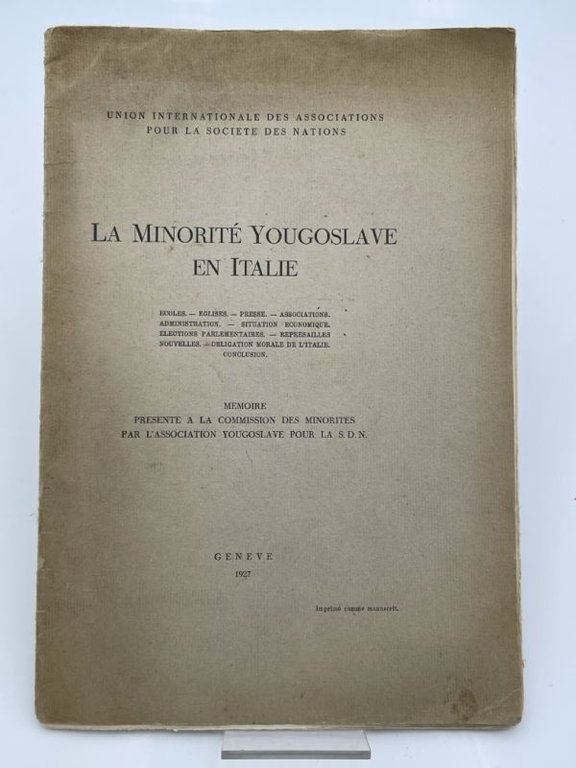 UNION INTERNATIONALE DES ASSOCIATIONS
POUR LA SOCIETE DES NATIONS
LA MINORITÉ YOUGOSLAVE
EN ITALIE
ECOLES. — EGLISES. — PRESSE. — ASSOCIATIONS.
ADMINISTRATION. — SITUATION ECONOMIQUE.
ELECTIONS PARLEMENTAIRES. — REPRESAILLES
NOUVELLES. — OBLIGATION MORALE DE L'ITALIE.
CONCLUSION.
MEMOIRE
PRESENTE A LA COMMISSION DES MINORITES
PAR L'ASSOCIATION YOUGOSLAVE POUR LA S.D.N.
GENEVE
1927
Imprimé comme manuscrit.